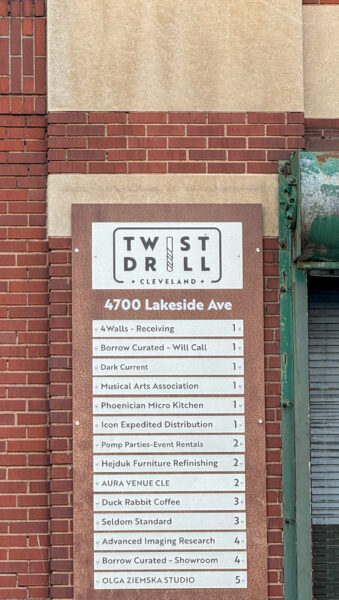 TWIST
DRILL
CLEVELAND
4700 Lakeside Ave
4Walls - Receiving 1
Borrow Curated - Will Call 1
Dark Current 1
Musical Arts Association 1
Phoenician Micro Kitchen 1
Icon Expedited Distribution 1
Pomp Parties-Event Rentals 2
Hejduk Furniture Refinishing 2
AURA VENUE CLE 2
Duck Rabbit Coffee 3
Seldom Standard 3
Advanced Imaging Research 4
Borrow Curated - Showroom 4
OLGA ZIEMSKA STUDIO 5